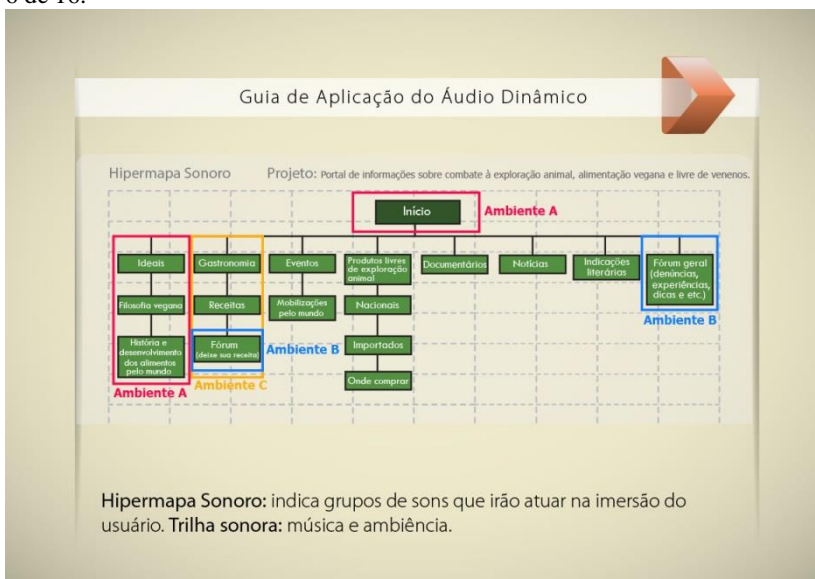 6 de 18.
Guia de Aplicação do Áudio Dinâmico
Hipermapa Sonoro Projeto: Portal de informações sobre combate à exploração animal, alimentação vegana e livre de venenos.
Início
Ambiente A
Ideais
Gastronomia
Eventos
Produtos livres
de exploração
animal
Documentários
Notícias
Indicações
literárias
Fórum geral
(denúncias,
experiências,
dicas e etc.)
Filosofia vegana
Receitas
Mobilizações
pelo mundo
Nacionais
Ambiente B
História e
desenvolvimento
dos alimentos
pelo mundo
Fórum
(deixe sua receita)
Ambiente B
Importados
Ambiente A
Ambiente C
Onde comprar
Hipermapa Sonoro: indica grupos de sons que irão atuar na imersão do
usuário. Trilha sonora: música e ambiência.